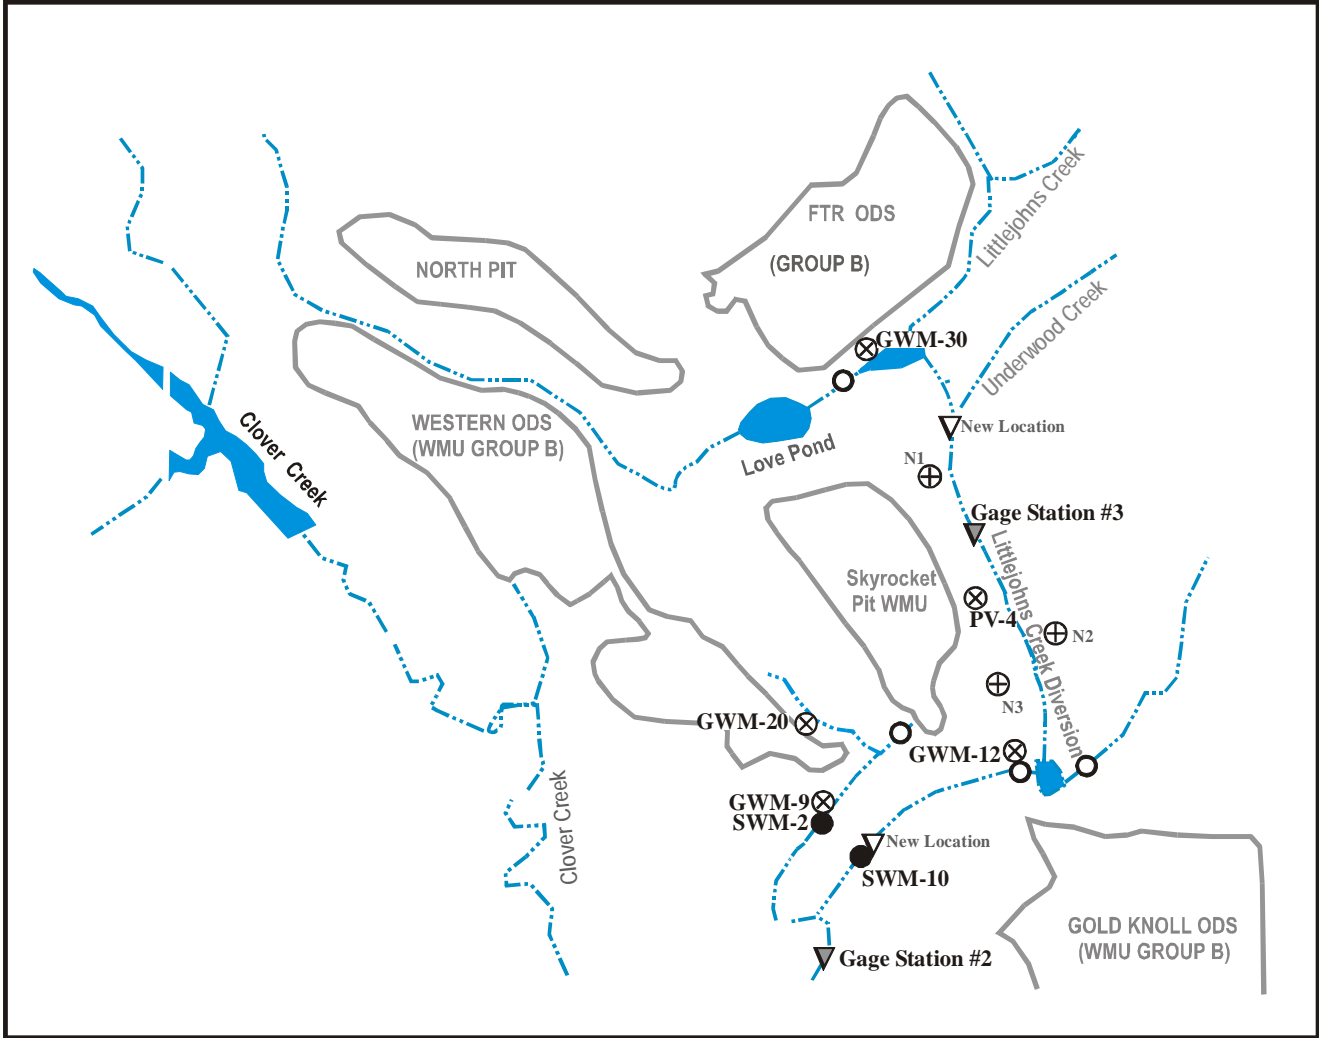 Littlejohns Creek
FTR ODS
(GROUP B)
NORTH PIT
Underwood Creek
GWM-30
WESTERN ODS
(WMU GROUP B)
Clover Creek
Love Pond
New Location
N1
Gage Station #3
Littlejohns Creek Diversion
Skyrocket
Pit WMU
PV-4
N2
N3
GWM-20
GWM-12
GWM-9
SWM-2
Clover Creek
New Location
SWM-10
GOLD KNOLL ODS
(WMU GROUP B)
Gage Station #2